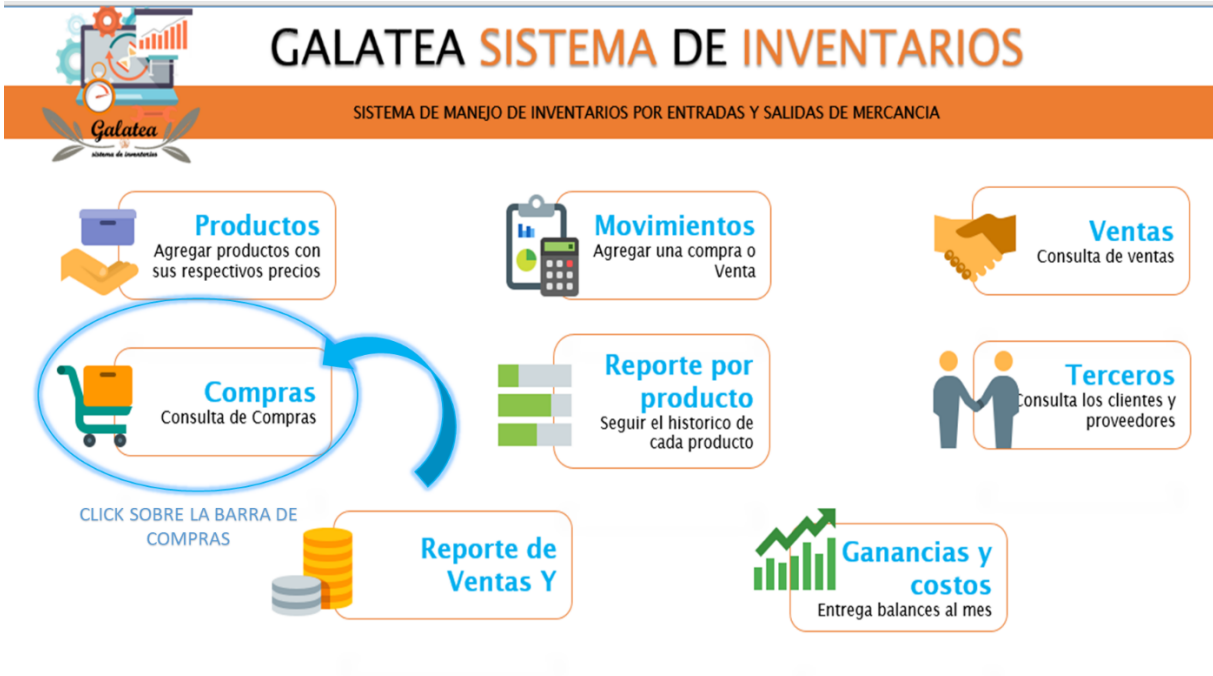 GALATEA SISTEMA DE INVENTARIOS
SISTEMA DE MANEJO DE INVENTARIOS POR ENTRADAS Y SALIDAS DE MERCANCIA
Galatea
sistema de inventarios
Productos
Agregar productos con
sus respectivos precios
Movimientos
Agregar una compra o
Venta
Ventas
Consulta de ventas
Compras
Consulta de Compras
Reporte por
producto
Seguir el historico de
cada producto
Terceros
Consulta los clientes y
proveedores
CLICK SOBRE LA BARRA DE
COMPRAS
Reporte de
Ventas Y
Ganancias y
costos
Entrega balances al mes